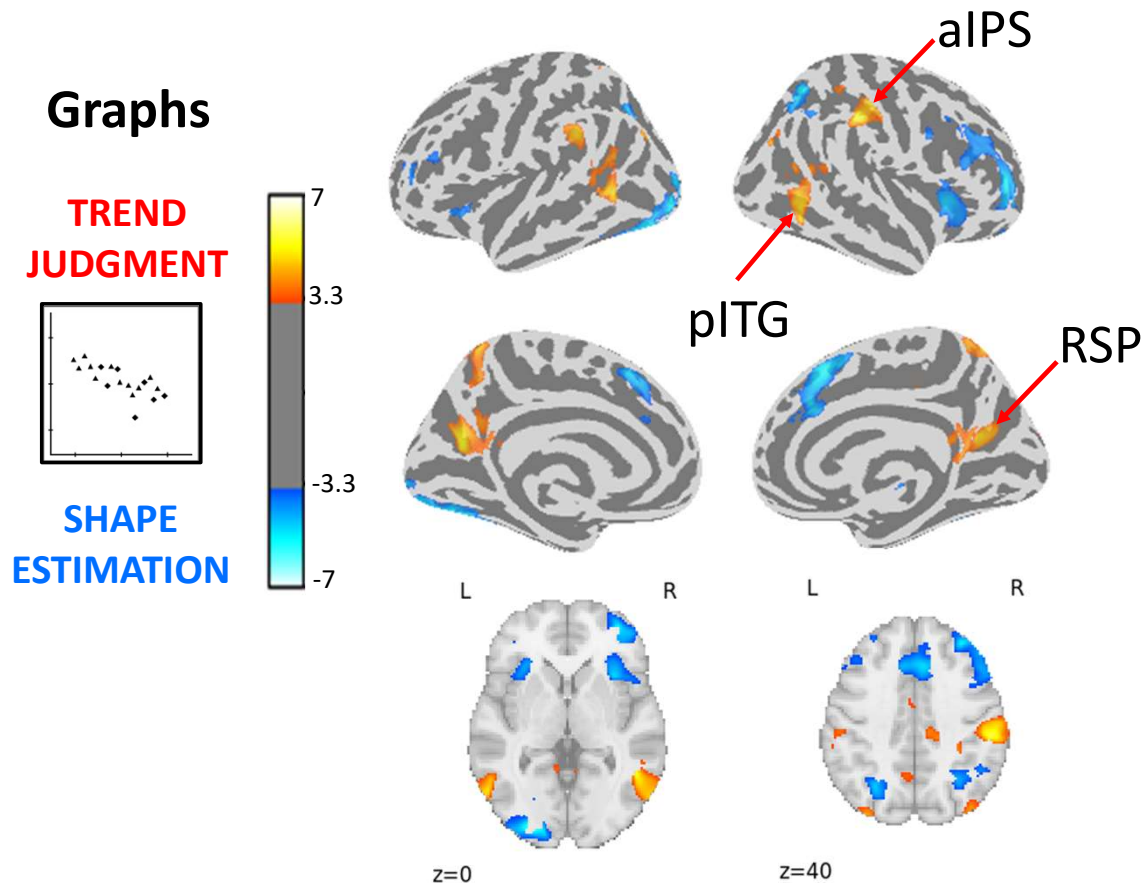 aIPS
Graphs
7
TREND
JUDGMENT
3.3
pITG
RSP
-3.3
SHAPE
ESTIMATION
-7
L
R
L
R
z=0
z=40